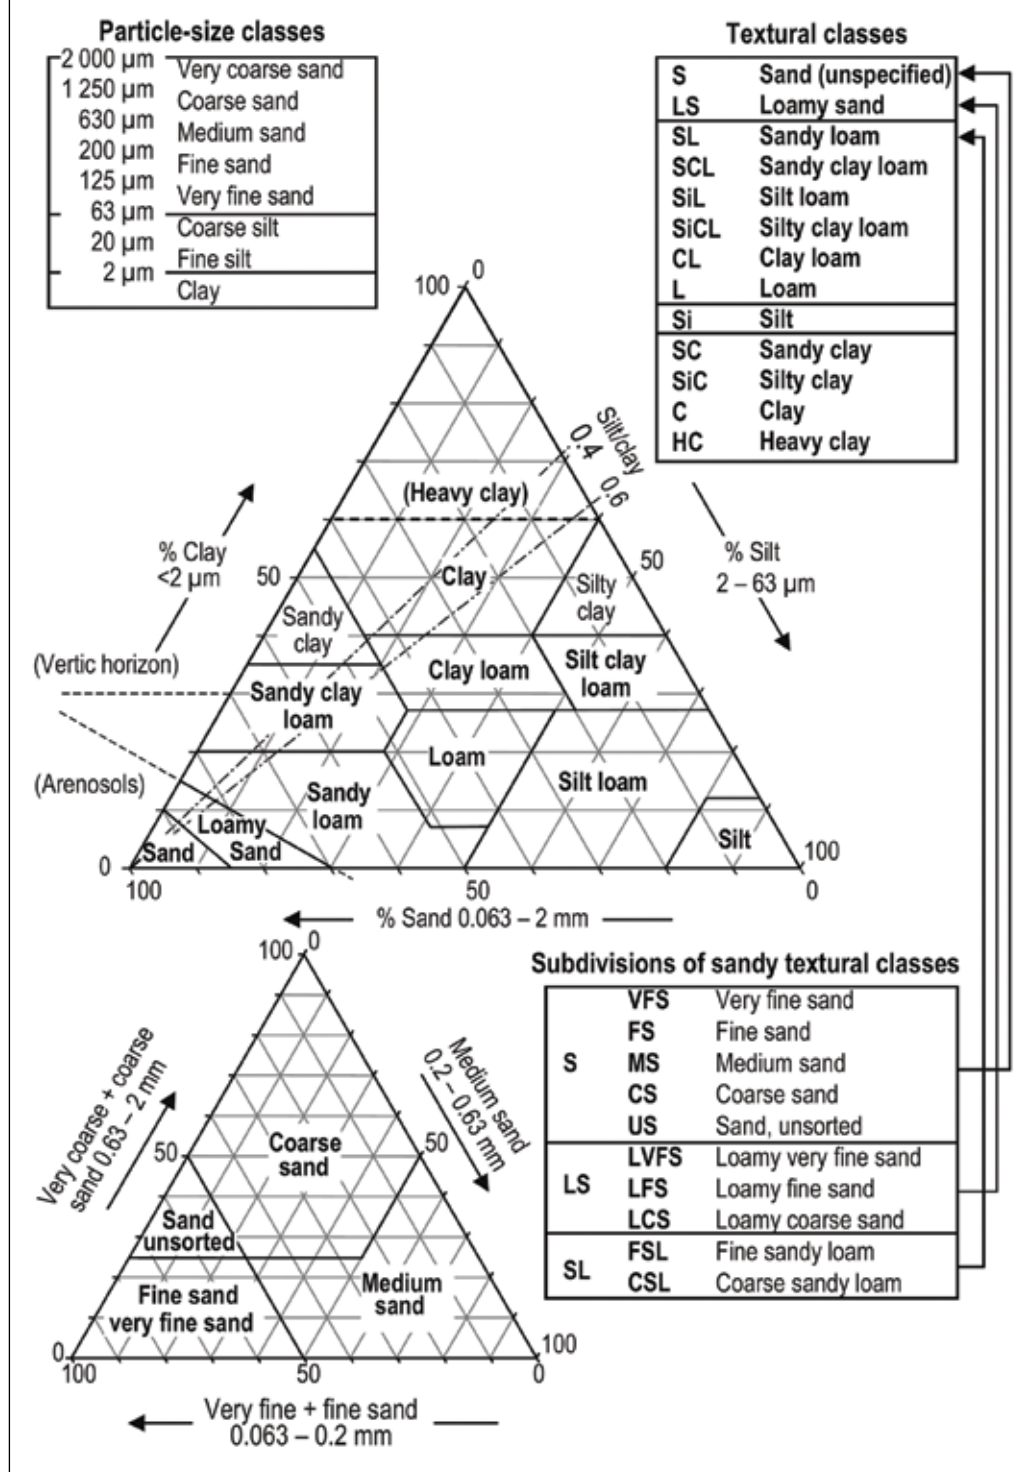 Particle-size classes
2 000 µm
Very coarse sand
1 250 µm
Coarse sand
630 µm
Medium sand
200 µm
Fine sand
125 µm
Very fine sand
63 µm
Coarse silt
20 µm
Fine silt
2 µm
Clay
Textural classes
S Sand (unspecified)
LS Loamy sand
SL Sandy loam
SCL Sandy clay loam
SiL Silt loam
SiCL Silty clay loam
CL Clay loam
L Loam
Si Silt
SC Sandy clay
SiC Silty clay
C Clay
HC Heavy clay
100 0
Silt/clay
0.4
0.6
(Heavy clay)
% Clay
<2 µm
% Silt
2 – 63 µm
50
Clay
50
Silty
clay
Sandy
clay
(Vertic horizon)
Clay loam
Silt clay
loam
Sandy clay
loam
Loam
(Arenosols)
Sandy
loam
Silt loam
Loamy
Sand
Sand
Silt
0
100
100
50
0
% Sand 0.063 – 2 mm
100 0
Very coarse + coarse
sand 0.63 – 2 mm
Medium sand
0.2 – 0.63 mm
50
Coarse
sand
50
Sand
unsorted
Fine sand
very fine sand
Medium
sand
0
100
100
50
0
Very fine + fine sand
0.063 – 0.2 mm
Subdivisions of sandy textural classes
VFS Very fine sand
FS Fine sand
S MS Medium sand
CS Coarse sand
US Sand, unsorted
LVFS Loamy very fine sand
LS LFS Loamy fine sand
LCS Loamy coarse sand
FSL Fine sandy loam
SL CSL Coarse sandy loam